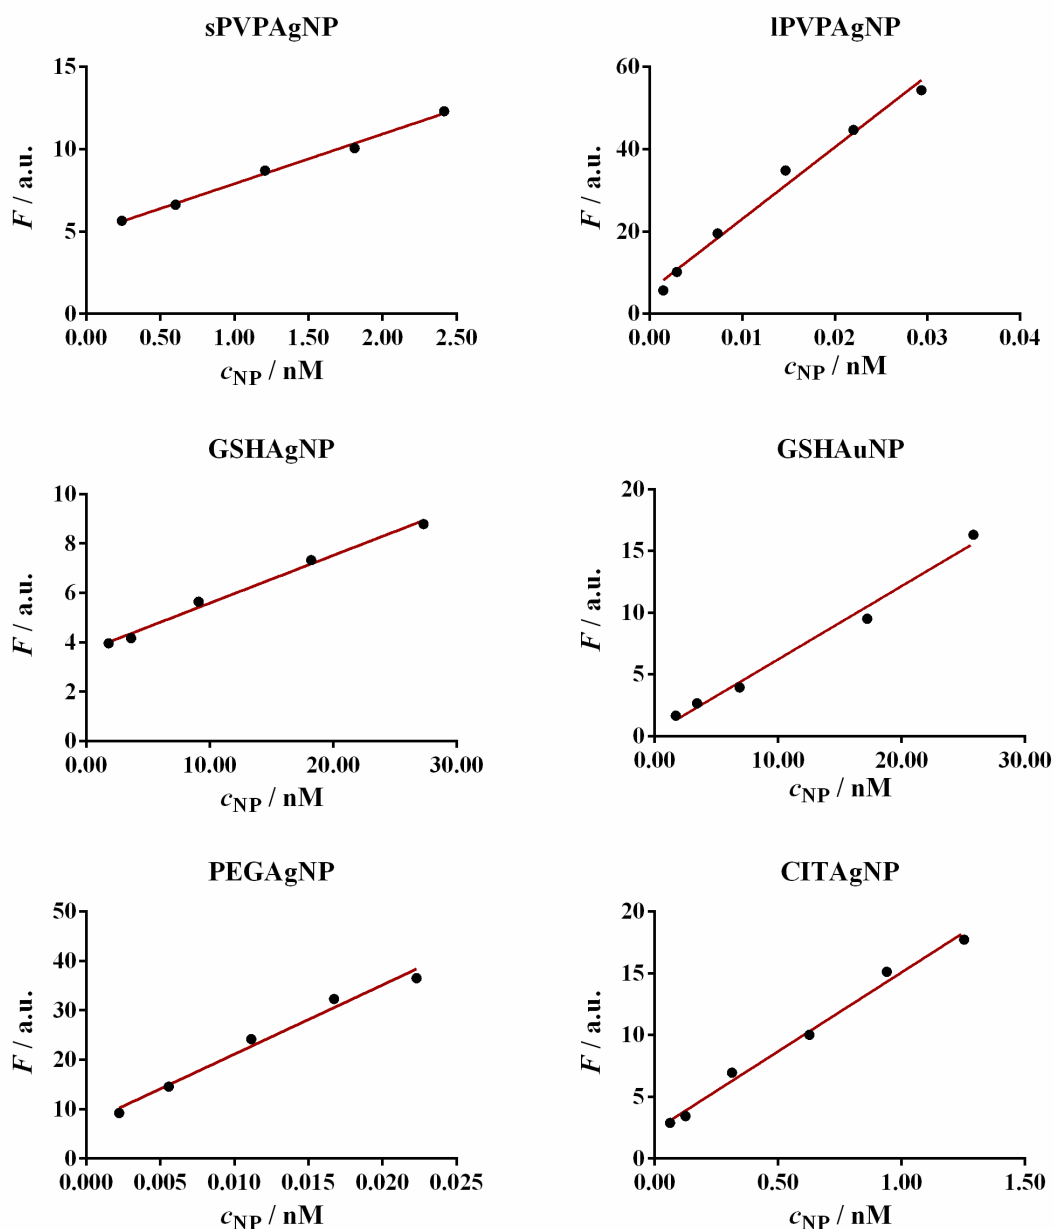 sPVPAgNP
15
10
5
0
F / a.u.
0.00 0.50 1.00 1.50 2.00 2.50
cNP / nM
lPVPAgNP
60
40
20
0
F / a.u.
0.00 0.01 0.02 0.03 0.04
cNP / nM
GSHAgNP
10
8
6
4
2
0
F / a.u.
0.00 10.00 20.00 30.00
cNP / nM
GSHAuNP
20
15
10
5
0
F / a.u.
0.00 10.00 20.00 30.00
cNP / nM
PEGAgNP
50
40
30
20
10
0
F / a.u.
0.000 0.005 0.010 0.015 0.020 0.025
cNP / nM
CITAgNP
20
15
10
5
0
F / a.u.
0.00 0.50 1.00 1.50
cNP / nM